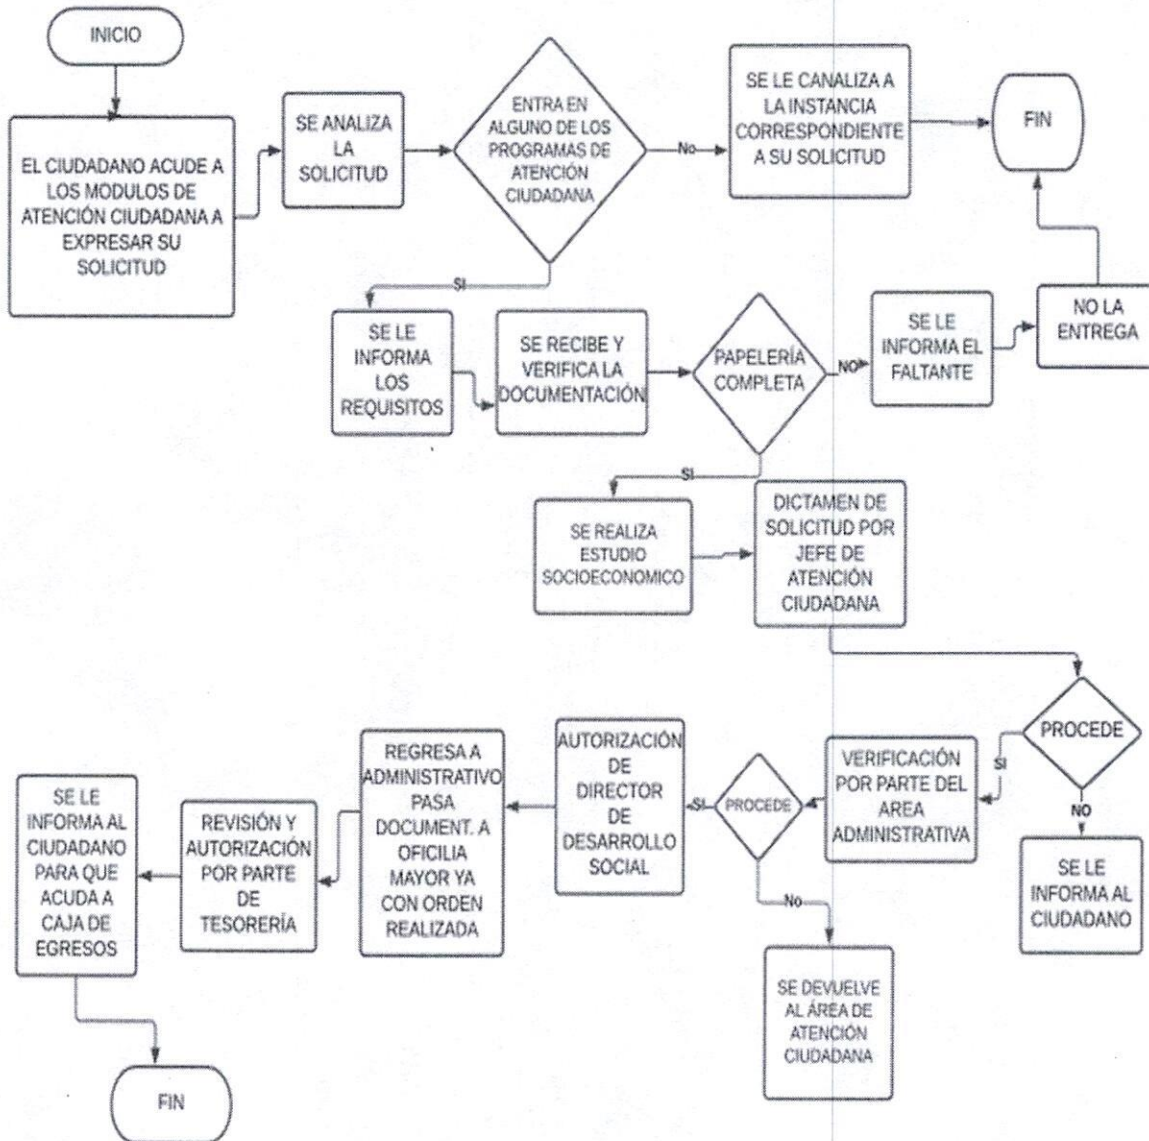 INICIO
EL CIUDADANO ACUDE A
LOS MODULOS DE
ATENCIÓN CIUDADANA A
EXPRESAR SU
SOLICITUD
SE ANALIZA
LA
SOLICITUD
ENTRA EN
ALGUNO DE LOS
PROGRAMAS DE
ATENCIÓN
CIUDADANA
No
SE LE CANALIZA A
LA INSTANCIA
CORRESPONDIENTE
A SU SOLICITUD
FIN
SI
SE LE
INFORMA
LOS
REQUISITOS
SE RECIBE Y
VERIFICA LA
DOCUMENTACIÓN
PAPELERÍA
COMPLETA
NO
SE LE
INFORMA EL
FALTANTE
NO LA
ENTREGA
SI
SE REALIZA
ESTUDIO
SOCIOECONOMICO
DICTAMEN DE
SOLICITUD POR
JEFE DE
ATENCIÓN
CIUDADANA
PROCEDE
SI
NO
SE LE
INFORMA AL
CIUDADANO
VERIFICACIÓN
POR PARTE DEL
AREA
ADMINISTRATIVA
PROCEDE
SI
No
SE DEVUELVE
AL ÁREA DE
ATENCIÓN
CIUDADANA
AUTORIZACIÓN
DE
DIRECTOR
DE
DESARROLLO
SOCIAL
REGRESA A
ADMINISTRATIVO
PASA
DOCUMENT. A
OFICILIA
MAYOR YA
CON ORDEN
REALIZADA
REVISIÓN Y
AUTORIZACIÓN
POR PARTE
DE
TESORERÍA
SE LE
INFORMA AL
CIUDADANO
PARA QUE
ACUDA A
CAJA DE
EGRESOS
FIN